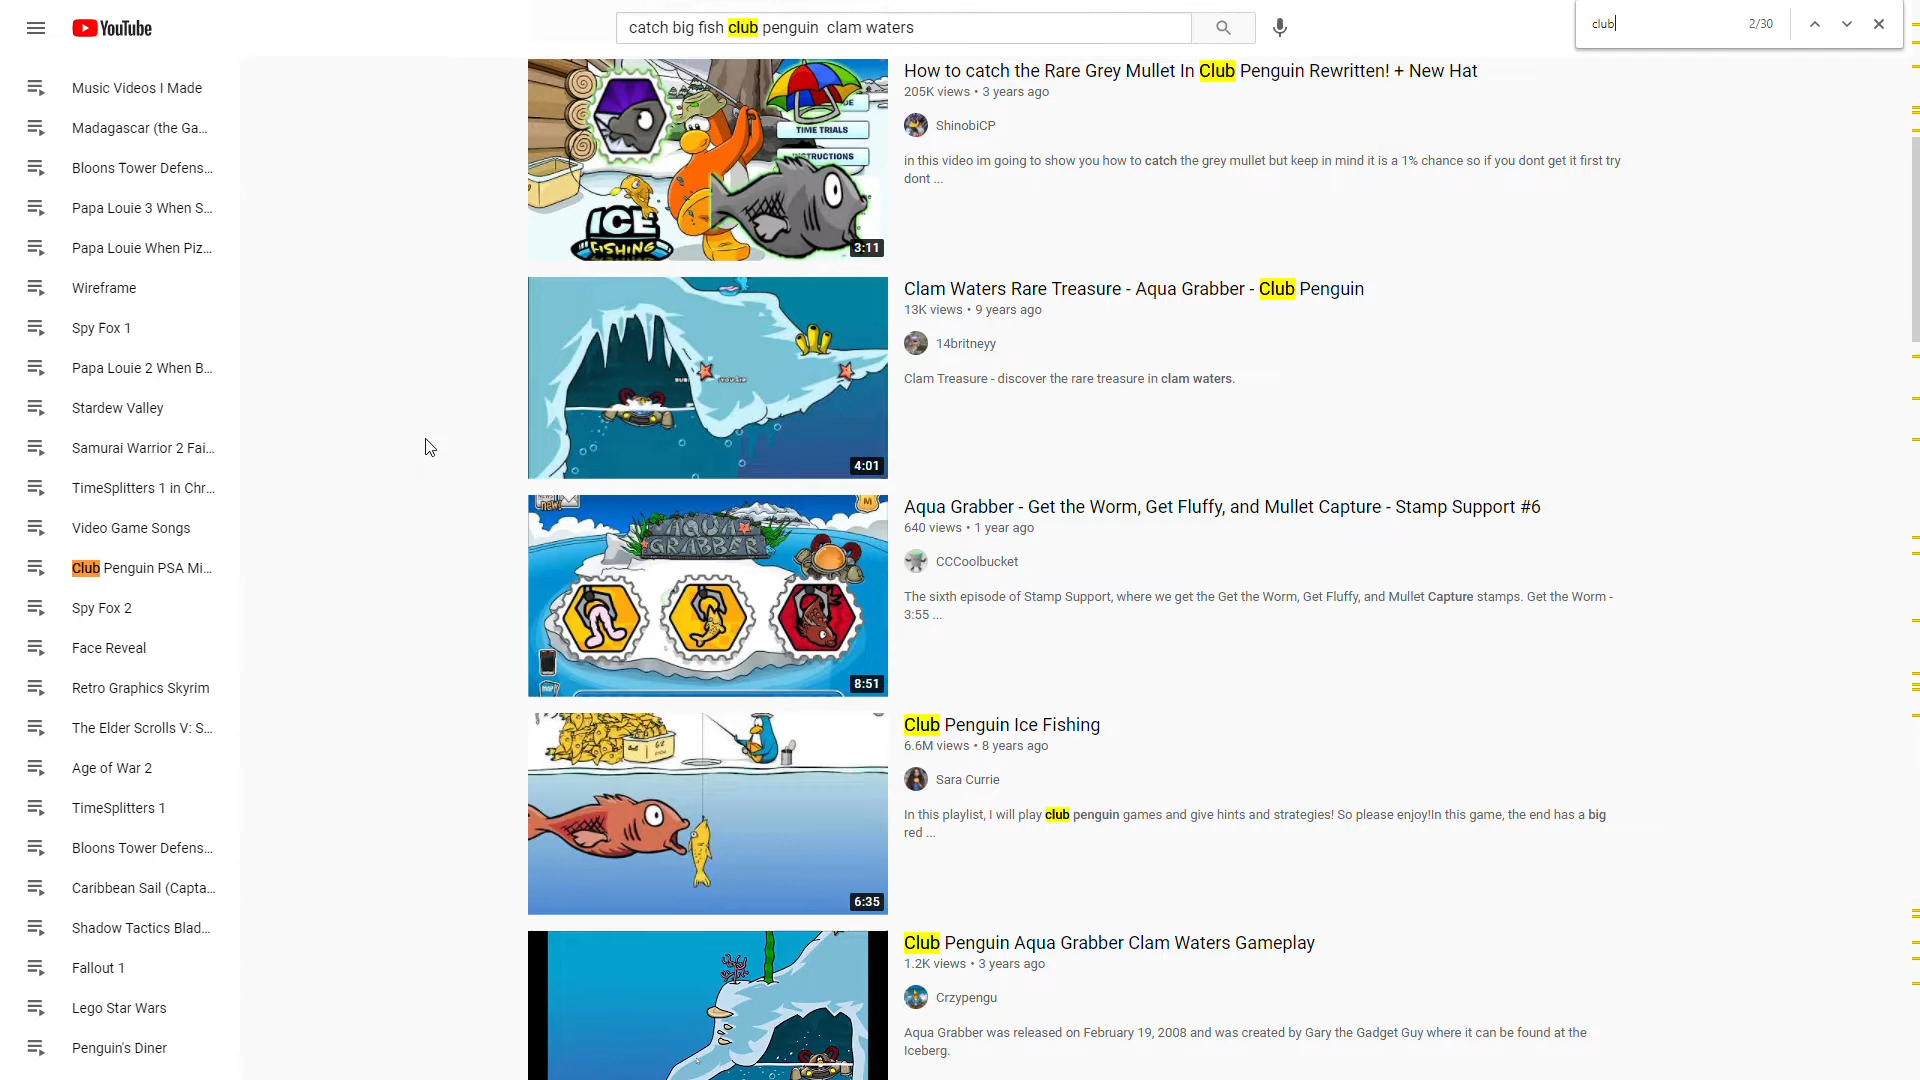 YouTube
catch big fish club penguin  clam waters
club
2/30
Music Videos I Made
Madagascar (the Ga...
Bloons Tower Defens...
Papa Louie 3 When S...
Papa Louie When Piz...
Wireframe
Spy Fox 1
Papa Louie 2 When B...
Stardew Valley
Samurai Warrior 2 Fai...
TimeSplitters 1 in Chr...
Video Game Songs
Club Penguin PSA Mi...
Spy Fox 2
Face Reveal
Retro Graphics Skyrim
The Elder Scrolls V: S...
Age of War 2
TimeSplitters 1
Bloons Tower Defens...
Caribbean Sail (Capta...
Shadow Tactics Blad...
Fallout 1
Lego Star Wars
Penguin's Diner
TIME TRIALS
INSTRUCTIONS
ICE
FISHING
3:11
How to catch the Rare Grey Mullet In Club Penguin Rewritten! + New Hat
205K views • 3 years ago
ShinobiCP
in this video im going to show you how to catch the grey mullet but keep in mind it is a 1% chance so if you dont get it first try
dont ...
4:01
Clam Waters Rare Treasure - Aqua Grabber - Club Penguin
13K views • 9 years ago
14britneyy
Clam Treasure - discover the rare treasure in clam waters.
new!
M
AQUA
GRABBER
8:51
Aqua Grabber - Get the Worm, Get Fluffy, and Mullet Capture - Stamp Support #6
640 views • 1 year ago
CCCoolbucket
The sixth episode of Stamp Support, where we get the Get the Worm, Get Fluffy, and Mullet Capture stamps. Get the Worm -
3:55 ...
6:35
Club Penguin Ice Fishing
6.6M views • 8 years ago
Sara Currie
In this playlist, I will play club penguin games and give hints and strategies! So please enjoy!In this game, the end has a big
red ...
Club Penguin Aqua Grabber Clam Waters Gameplay
1.2K views • 3 years ago
Crzypengu
Aqua Grabber was released on February 19, 2008 and was created by Gary the Gadget Guy where it can be found at the
Iceberg.